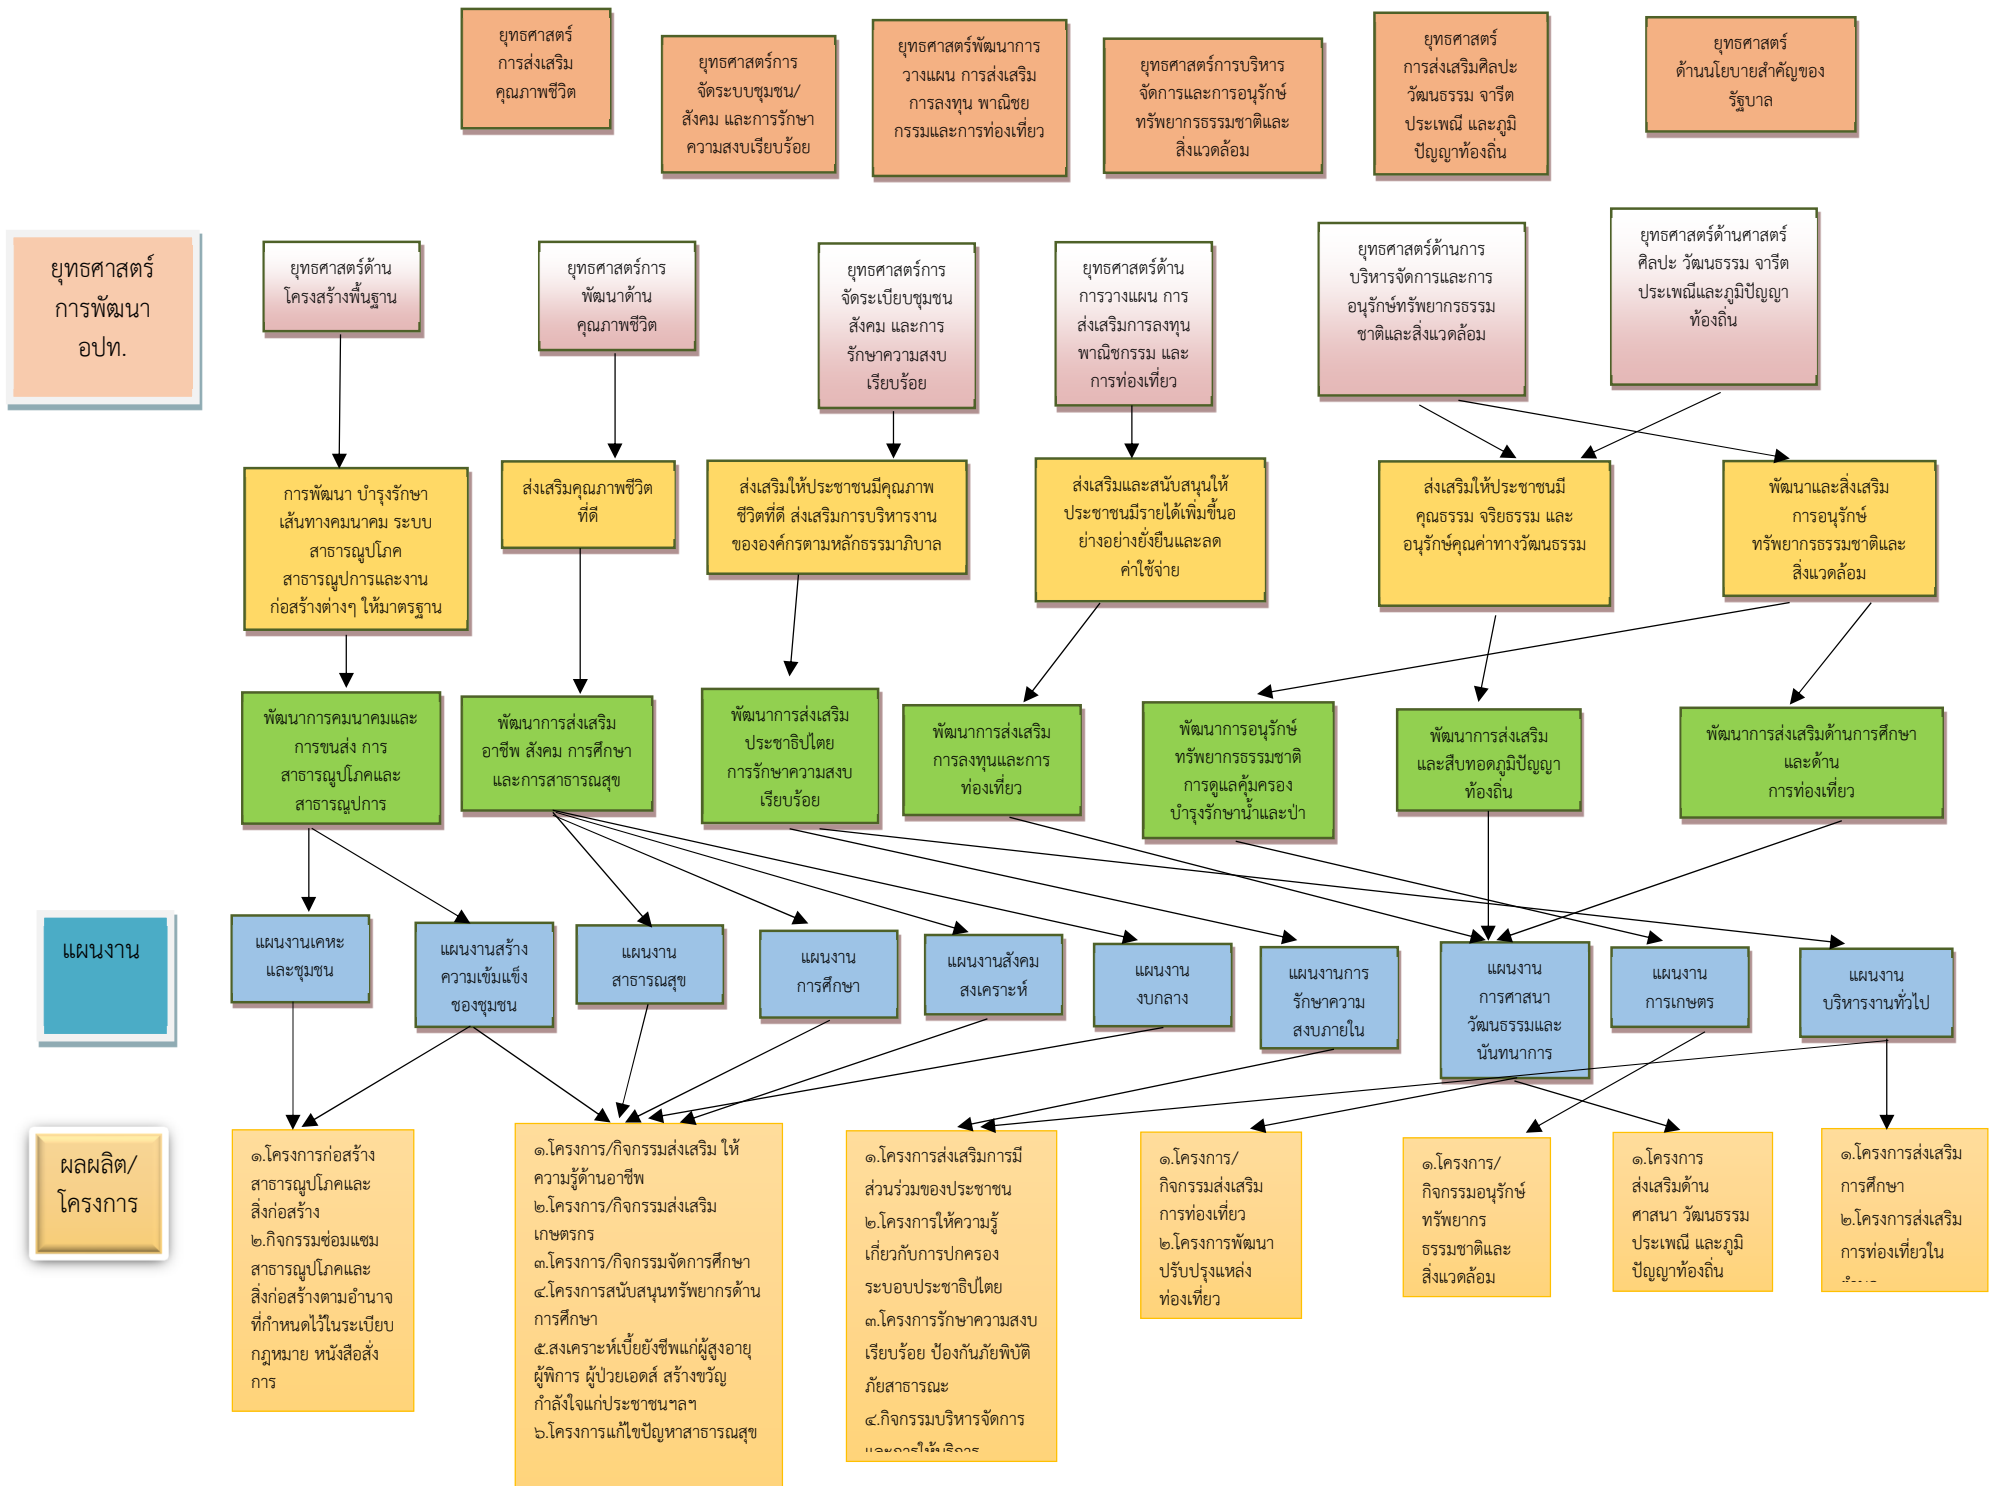 ยุทธศาสตร์
การส่งเสริม
คุณภาพชีวิต
ยุทธศาสตร์การ
จัดระบบชุมชน/
สังคม และการรักษา
ความสงบเรียบร้อย
ยุทธศาสตร์พัฒนาการ
วางแผน การส่งเสริม
การลงทุน พาณิชย
กรรมและการท่องเที่ยว
ยุทธศาสตร์การบริหาร
จัดการและการอนุรักษ์
ทรัพยากรธรรมชาติและ
สิ่งแวดล้อม
ยุทธศาสตร์
การส่งเสริมศิลปะ
วัฒนธรรม จารีต
ประเพณี และภูมิ
ปัญญาท้องถิ่น
ยุทธศาสตร์
ด้านนโยบายสำคัญของ
รัฐบาล
ยุทธศาสตร์
การพัฒนา
อปท.
ยุทธศาสตร์ด้าน
โครงสร้างพื้นฐาน
ยุทธศาสตร์การ
พัฒนาด้าน
คุณภาพชีวิต
ยุทธศาสตร์การ
จัดระเบียบชุมชน
สังคม และการ
รักษาความสงบ
เรียบร้อย
ยุทธศาสตร์ด้าน
การวางแผน การ
ส่งเสริมการลงทุน
พาณิชกรรม และ
การท่องเที่ยว
ยุทธศาสตร์ด้านการ
บริหารจัดการและการ
อนุรักษ์ทรัพยากรธรรม
ชาติและสิ่งแวดล้อม
ยุทธศาสตร์ด้านศาสตร์
ศิลปะ วัฒนธรรม จารีต
ประเพณีและภูมิปัญญา
ท้องถิ่น
การพัฒนา บำรุงรักษา
เส้นทางคมนาคม ระบบ
สาธารณูปโภค
สาธารณูปการและงาน
ก่อสร้างต่างๆ ให้มาตรฐาน
ส่งเสริมคุณภาพชีวิต
ที่ดี
ส่งเสริมให้ประชาชนมีคุณภาพ
ชีวิตที่ดี ส่งเสริมการบริหารงาน
ขององค์กรตามหลักธรรมาภิบาล
ส่งเสริมและสนับสนุนให้
ประชาชนมีรายได้เพิ่มขึ้นอ
ย่างอย่างยั่งยืนและลด
ค่าใช้จ่าย
ส่งเสริมให้ประชาชนมี
คุณธรรม จริยธรรม และ
อนุรักษ์คุณค่าทางวัฒนธรรม
พัฒนาและสิ่งเสริม
การอนุรักษ์
ทรัพยากรธรรมชาติและ
สิ่งแวดล้อม
พัฒนาการคมนาคมและ
การขนส่ง การ
สาธารณูปโภคและ
สาธารณูปการ
พัฒนาการส่งเสริม
อาชีพ สังคม การศึกษา
และการสาธารณสุข
พัฒนาการส่งเสริม
ประชาธิปไตย
การรักษาความสงบ
เรียบร้อย
พัฒนาการส่งเสริม
การลงทุนและการ
ท่องเที่ยว
พัฒนาการอนุรักษ์
ทรัพยากรธรรมชาติ
การดูแลคุ้มครอง
บำรุงรักษาน้ำและป่า
พัฒนาการส่งเสริม
และสืบทอดภูมิปัญญา
ท้องถิ่น
พัฒนาการส่งเสริมด้านการศึกษา
และด้าน
การท่องเที่ยว
แผนงาน
แผนงานเคหะ
และชุมชน
แผนงานสร้าง
ความเข้มแข็ง
ชองชุมชน
แผนงาน
สาธารณสุข
แผนงาน
การศึกษา
แผนงานสังคม
สงเคราะห์
แผนงาน
งบกลาง
แผนงานการ
รักษาความ
สงบภายใน
แผนงาน
การศาสนา
วัฒนธรรมและ
นันทนาการ
แผนงาน
การเกษตร
แผนงาน
บริหารงานทั่วไป
ผลผลิต/
โครงการ
๑.โครงการก่อสร้าง
สาธารณูปโภคและ
สิ่งก่อสร้าง
๒.กิจกรรมซ่อมแซม
สาธารณูปโภคและ
สิ่งก่อสร้างตามอำนาจ
ที่กำหนดไว้ในระเบียบ
กฎหมาย หนังสือสั่ง
การ
๑.โครงการ/กิจกรรมส่งเสริม ให้
ความรู้ด้านอาชีพ
๒.โครงการ/กิจกรรมส่งเสริม
เกษตรกร
๓.โครงการ/กิจกรรมจัดการศึกษา
๔.โครงการสนับสนุนทรัพยากรด้าน
การศึกษา
๕.สงเคราะห์เบี้ยยังชีพแก่ผู้สูงอายุ
ผู้พิการ ผู้ป่วยเอดส์ สร้างขวัญ
กำลังใจแก่ประชาชนฯลฯ
๖.โครงการแก้ไขปัญหาสาธารณสุข
๑.โครงการส่งเสริมการมี
ส่วนร่วมของประชาชน
๒.โครงการให้ความรู้
เกี่ยวกับการปกครอง
ระบอบประชาธิปไตย
๓.โครงการรักษาความสงบ
เรียบร้อย ป้องกันภัยพิบัติ
ภัยสาธารณะ
๔.กิจกรรมบริหารจัดการ
และการให้บริการ
๑.โครงการ/
กิจกรรมส่งเสริม
การท่องเที่ยว
๒.โครงการพัฒนา
ปรับปรุงแหล่ง
ท่องเที่ยว
๑.โครงการ/
กิจกรรมอนุรักษ์
ทรัพยากร
ธรรมชาติและ
สิ่งแวดล้อม
๑.โครงการ
ส่งเสริมด้าน
ศาสนา วัฒนธรรม
ประเพณี และภูมิ
ปัญญาท้องถิ่น
๑.โครงการส่งเสริม
การศึกษา
๒.โครงการส่งเสริม
การท่องเที่ยวใน